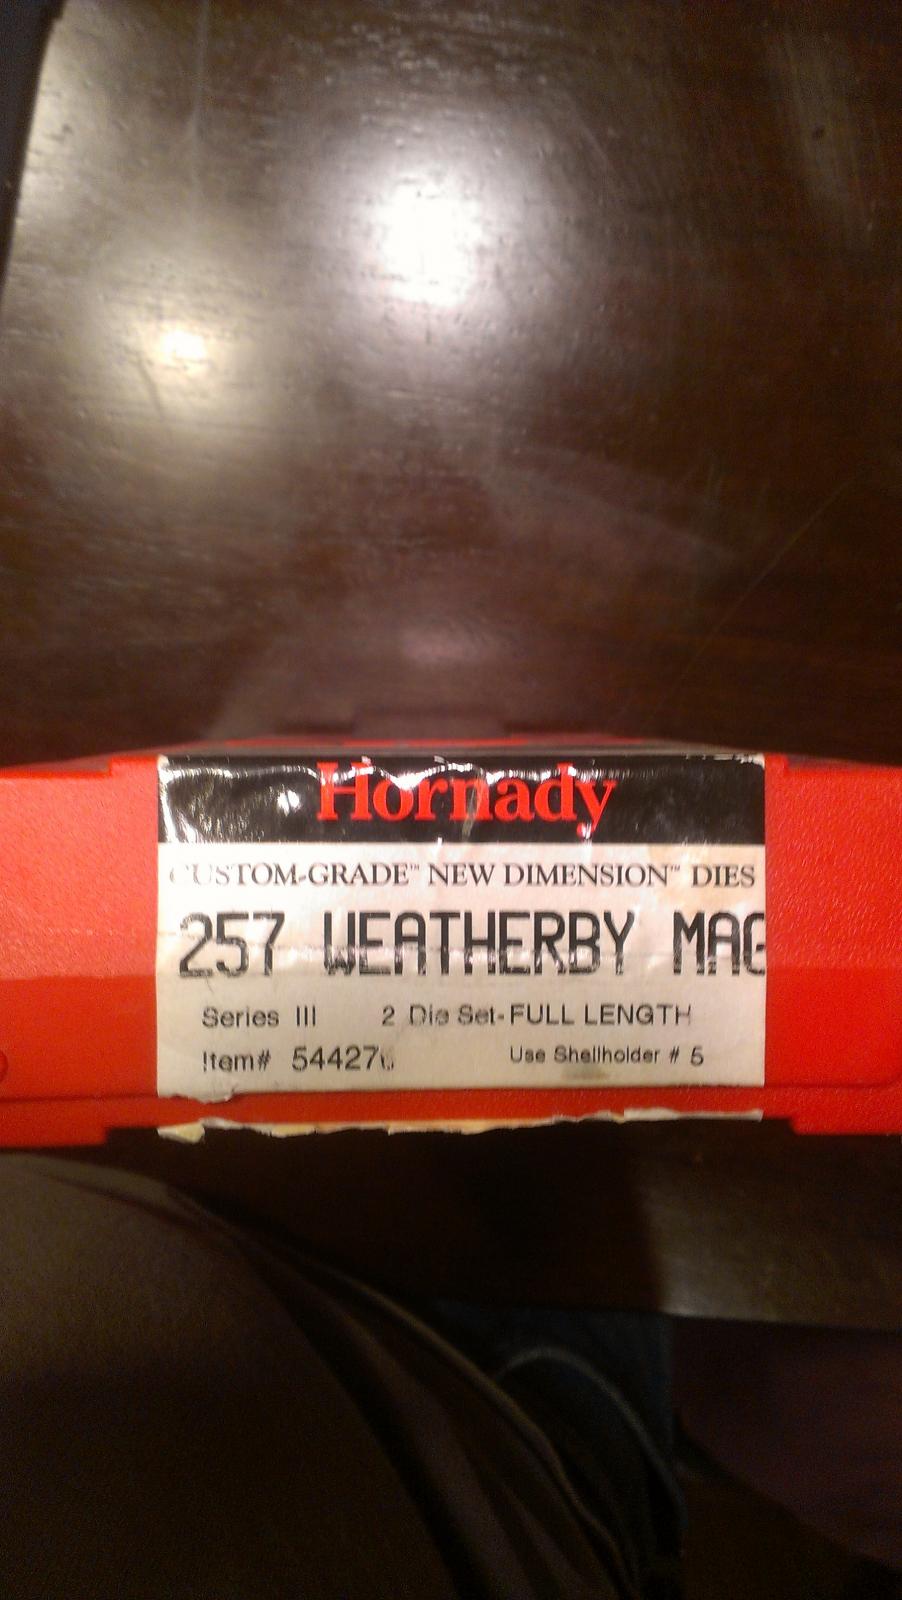 Hornady
CUSTOM-GRADE™ NEW DIMENSION™ DIES
257 WEATHERBY MAG
Series III 2 Die Set-FULL LENGTH
Item# Use Shellholder # 5